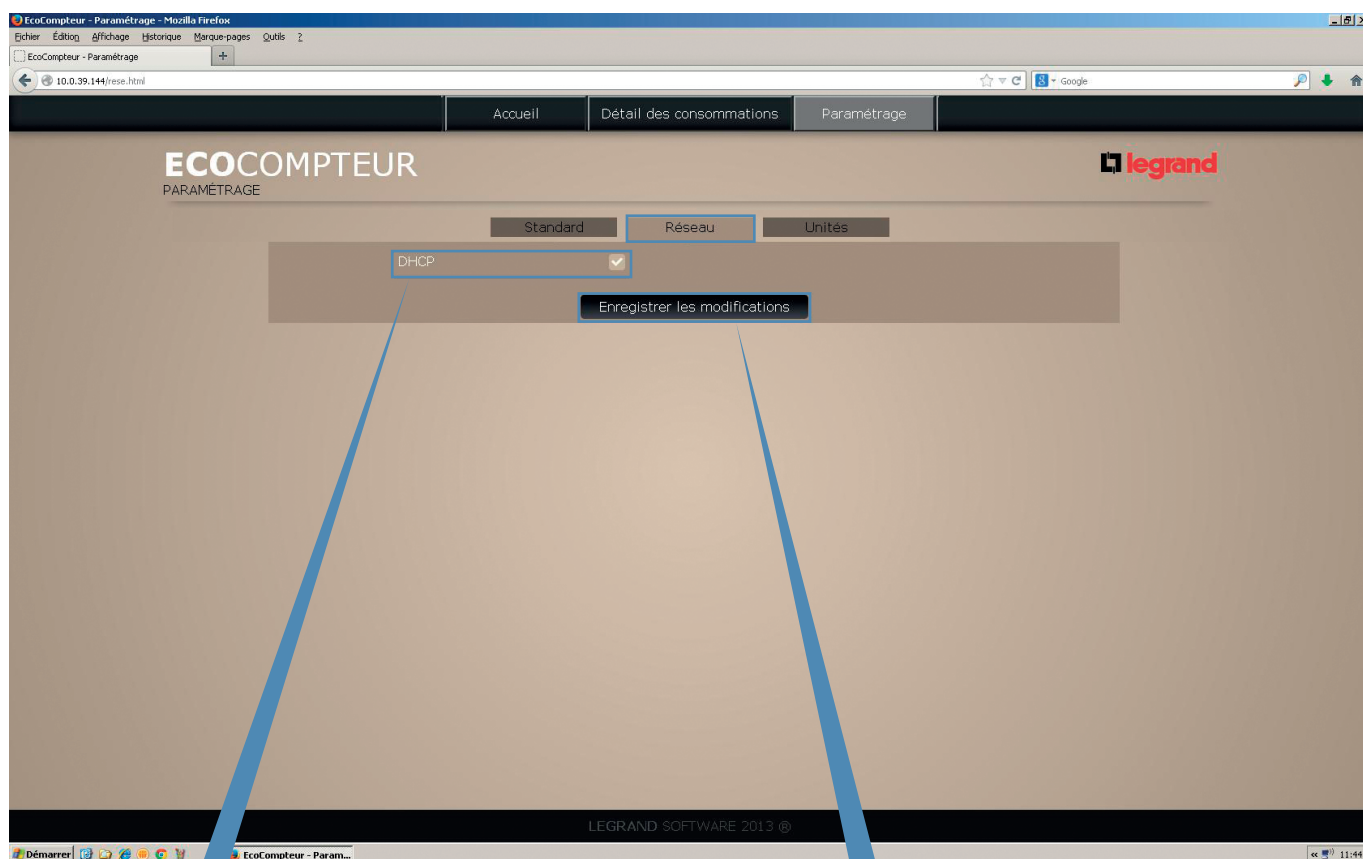 EcoCompteur - Paramétrage - Mozilla Firefox
Fichier Édition Affichage Historique Marque-pages Outils ?
EcoCompteur - Paramétrage +
10.0.39.144/rese.html
8 Google
Accueil Détail des consommations Paramétrage
ECOCOMPTEUR
legrand
PARAMÉTRAGE
Standard Réseau Unités
DHCP
Enregistrer les modifications
LEGRAND SOFTWARE 2013 ®
Démarrer EcoCompteur - Param... 11:44